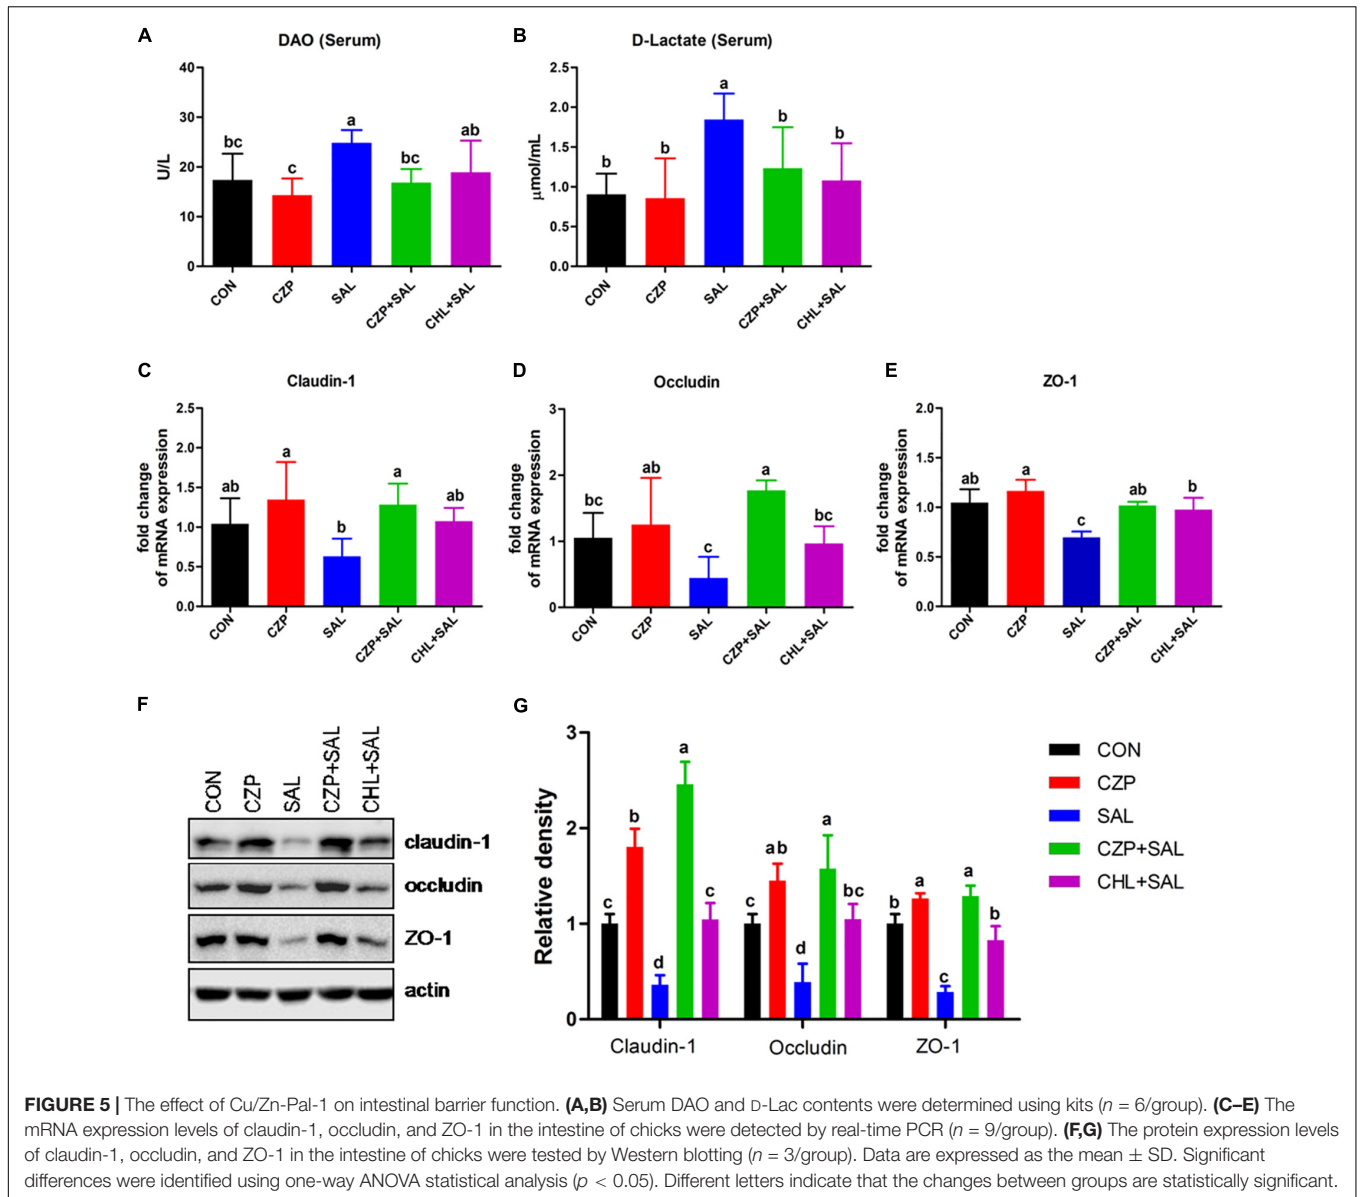 A
DAO (Serum)
U/L
40
30
20
10
0
bc
c
a
bc
ab
CON
CZP
SAL
CZP+SAL
CHL+SAL
B
D-Lactate (Serum)
μmol/mL
2.5
2.0
1.5
1.0
0.5
0.0
b
b
a
b
b
CON
CZP
SAL
CZP+SAL
CHL+SAL
C
Claudin-1
fold change
of mRNA expression
2.5
2.0
1.5
1.0
0.5
0.0
ab
a
b
a
ab
CON
CZP
SAL
CZP+SAL
CHL+SAL
D
Occludin
fold change
of mRNA expression
3
2
1
0
bc
ab
c
a
bc
CON
CZP
SAL
CZP+SAL
CHL+SAL
E
ZO-1
fold change
of mRNA expression
2.0
1.5
1.0
0.5
0.0
ab
a
c
ab
b
CON
CZP
SAL
CZP+SAL
CHL+SAL
F
CON
CZP
SAL
CZP+SAL
CHL+SAL
claudin-1
occludin
ZO-1
actin
G
Relative density
3
2
1
0
c
b
d
a
c
c
ab
d
a
bc
b
a
c
a
b
Claudin-1
Occludin
ZO-1
CON
CZP
SAL
CZP+SAL
CHL+SAL
FIGURE 5 | The effect of Cu/Zn-Pal-1 on intestinal barrier function. (A,B) Serum DAO and D-Lac contents were determined using kits (n = 6/group). (C–E) The
mRNA expression levels of claudin-1, occludin, and ZO-1 in the intestine of chicks were detected by real-time PCR (n = 9/group). (F,G) The protein expression levels
of claudin-1, occludin, and ZO-1 in the intestine of chicks were tested by Western blotting (n = 3/group). Data are expressed as the mean ± SD. Significant
differences were identified using one-way ANOVA statistical analysis (p < 0.05). Different letters indicate that the changes between groups are statistically significant.